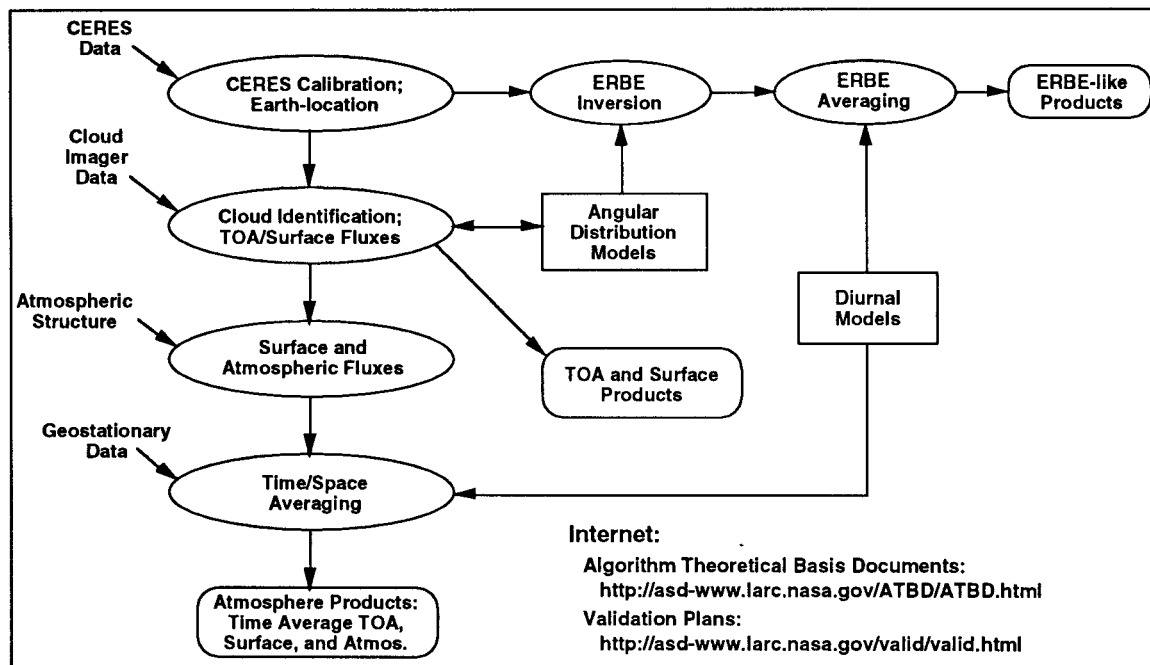 CERES
Data
CERES Calibration;
Earth-location
ERBE
Inversion
ERBE
Averaging
ERBE-like
Products
Cloud
Imager
Data
Cloud Identification;
TOA/Surface Fluxes
Angular
Distribution
Models
Diurnal
Models
Atmospheric
Structure
Surface and
Atmospheric Fluxes
TOA and Surface
Products
Geostationary
Data
Time/Space
Averaging
Internet:
Algorithm Theoretical Basis Documents:
http://asd-www.larc.nasa.gov/ATBD/ATBD.html
Validation Plans:
http://asd-www.larc.nasa.gov/valid/valid.html
Atmosphere Products:
Time Average TOA,
Surface, and Atmos.